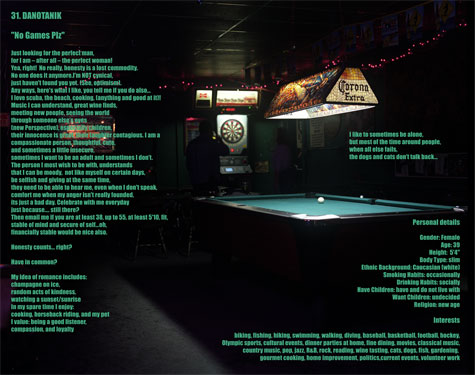 31. DANOTANIK
"No Games Plz"
Just looking for the perfect man,
for I am – after all – the perfect woman!
Yea, right! No really, honesty is a lost commodity.
No one does it anymore.I'm NOT cynical,
just haven't found you yet. (See, optimism).
Any ways, here's what I like, you tell me if you do also...
I love scuba, the beach, cooking, (anything and good at it!)
Music I can understand, great wine finds,
meeting new people, seeing the world
through someone else's eyes
(new Perspective), especially children,
their innocence is contagious.
I am a
compassionate person, thoughtful, cute,
and sometimes a little insecure,
sometimes I want to be an adult and sometimes I don't.
The person I must wish to be with, understands
that I can be moody, not like myself on certain days,
be selfish and giving at the same time,
they need to be able to hear me, even when I don't speak,
comfort me when my anger isn't really founded,
its just a bad day. Celebrate with me everyday
just because.... still there?
Then email me if you are at least 38, up to 55, at least 5'10, fit,
stable of mind and secure of self...oh,
financially stable would be nice also.
Honesty counts... right?
Have in common?
My idea of romance includes:
champagne on ice,
random acts of kindness,
watching a sunset/sunrise
In my spare time I enjoy:
cooking, horseback riding, and my pet
I value: being a good listener,
compassion, and loyalty
Corona
Extra
I like to sometimes be alone,
but most of the time around people,
when all else fails,
the dogs and cats don't talk back...
Personal details
Gender: Female
Age: 39
Height: 5'4"
Body Type: slim
Ethnic Background: Caucasian (white)
Smoking Habits: occasionally
Drinking Habits: socially
Have Children: have and do not live with
Want Children: undecided
Religion: new age
Interests
hiking, fishing, biking, swimming, walking, diving, baseball, basketball, football, hockey,
Olympic sports, cultural events, dinner parties at home, fine dining, movies, classical music,
country music, pop, jazz, R&B, rock, reading, wine tasting, cats, dogs, fish, gardening,
gourmet cooking, home improvement, politics,current events, volunteer work